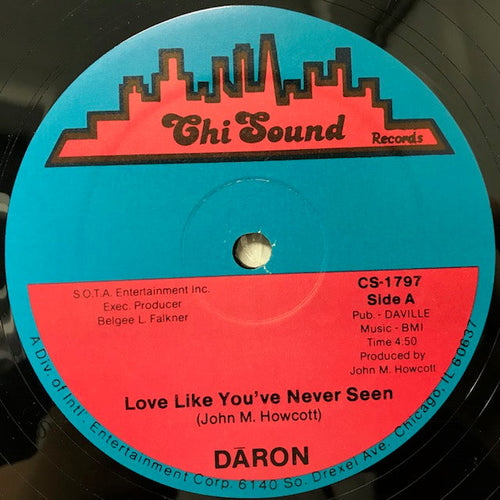 Chi Sound Records
S.O.T.A. Entertainment Inc.
Exec. Producer
Belgee L. Falkner
CS-1797
Side A
Pub. - DAVILLE
Music - BMI
Time 4:50
Produced by
John M. Howcott
Love Like You've Never Seen
(John M. Howcott)
DĀRON
A Div. of Intl. Entertainment Corp. 6140 So. Drexel Ave. Chicago, IL 60637